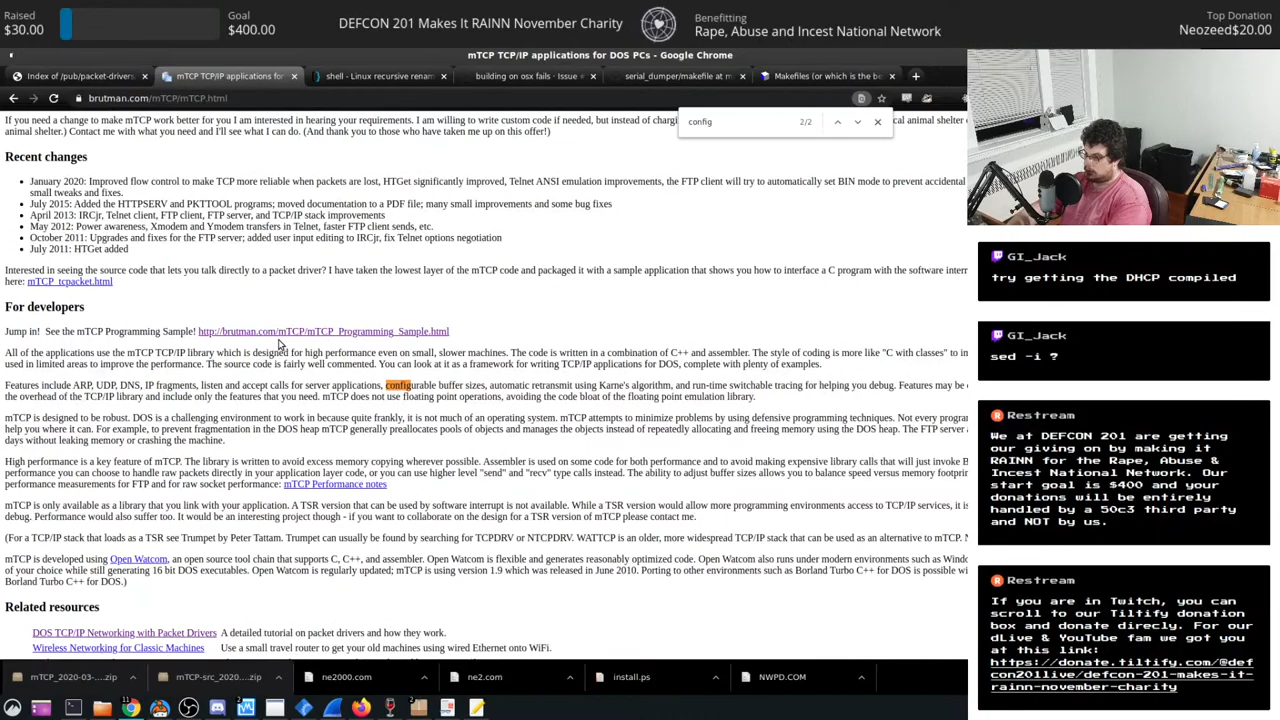 Raised
$30.00
Goal
$400.00
DEFCON 201 Makes It RAINN November Charity
Benefitting
Rape, Abuse and Incest National Network
Top Donation
Neozeed$20.00
mTCP TCP/IP applications for DOS PCs - Google Chrome
Index of /pub/packet-drivers
mTCP TCP/IP applications fo
shell - Linux recursive renam
building on osx fails · Issue
serial_dumper/makefile at m
Makefiles (or which is the be
brutman.com/mTCP/mTCP.html
config
2/2
If you need a change to make mTCP work better for you I am interested in hearing your requirements. I am willing to write custom code if needed, but instead of chargi
cal animal shelter o
animal shelter.) Contact me with what you need and I'll see what I can do. (And thank you to those who have taken me up on this offer!)
Recent changes
January 2020: Improved flow control to make TCP more reliable when packets are lost, HTGet significantly improved, Telnet ANSI emulation improvements, the FTP client will try to automatically set BIN mode to prevent accidental
small tweaks and fixes.
July 2015: Added the HTTPSERV and PKTTOOL programs; moved documentation to a PDF file; many small improvements and some bug fixes
April 2013: IRCjr, Telnet client, FTP client, FTP server, and TCP/IP stack improvements
May 2012: Power awareness, Xmodem and Ymodem transfers in Telnet, faster FTP client sends, etc.
October 2011: Upgrades and fixes for the FTP server; added user input editing to IRCjr, fix Telnet options negotiation
July 2011: HTGet added
Interested in seeing the source code that lets you talk directly to a packet driver? I have taken the lowest layer of the mTCP code and packaged it with a sample application that shows you how to interface a C program with the software interr
here: mTCP_tcpacket.html
For developers
Jump in! See the mTCP Programming Sample! http://brutman.com/mTCP/mTCP_Programming_Sample.html
All of the applications use the mTCP TCP/IP library which is designed for high performance even on small, slower machines. The code is written in a combination of C++ and assembler. The style of coding is more like "C with classes" to im
used in limited areas to improve the performance. The source code is fairly well commented. You can look at it as a framework for writing TCP/IP applications for DOS, complete with plenty of examples.
Features include ARP, UDP, DNS, IP fragments, listen and accept calls for server applications, configurable buffer sizes, automatic retransmit using Karne's algorithm, and run-time switchable tracing for helping you debug. Features may be
the overhead of the TCP/IP library and include only the features that you need. mTCP does not use floating point operations, avoiding the code bloat of the floating point emulation library.
mTCP is designed to be robust. DOS is a challenging environment to work in because quite frankly, it is not much of an operating system. mTCP attempts to minimize problems by using defensive programming techniques. Not every program
help you where it can. For example, to prevent fragmentation in the DOS heap mTCP generally preallocates pools of objects and manages the objects instead of repeatedly allocating and freeing memory using the DOS heap. The FTP server
days without leaking memory or crashing the machine.
High performance is a key feature of mTCP. The library is written to avoid excess memory copying wherever possible. Assembler is used on some code for both performance and to avoid making expensive library calls that will just invoke B
performance you can choose to handle raw packets directly in your application layer code, or you can use higher level "send" and "recv" type calls instead. The ability to adjust buffer sizes allows you to balance speed versus memory footprin
performance measurements for FTP and for raw socket performance: mTCP Performance notes
mTCP is only available as a library that you link with your application. A TSR version that can be used by software interrupt is not available. While a TSR version would allow more programming environments access to TCP/IP services, it is
debug. Performance would also suffer too. It would be an interesting project though - if you want to collaborate on the design for a TSR version of mTCP please contact me.
(For a TCP/IP stack that loads as a TSR see Trumpet by Peter Tattam. Trumpet can usually be found by searching for TCPDRV or NTCPDRV. WATTCP is an older, more widespread TCP/IP stack that can be used as an alternative to mTCP. N
mTCP is developed using Open Watcom, an open source tool chain that supports C, C++, and assembler. Open Watcom is flexible and generates reasonably optimized code. Open Watcom also runs under modern environments such as Window
of your choice while still generating 16 bit DOS executables. Open Watcom is regularly updated; mTCP is using version 1.9 which was released in June 2010. Porting to other environments such as Borland Turbo C++ for DOS is possible wi
Borland Turbo C++ for DOS.)
Related resources
DOS TCP/IP Networking with Packet Drivers A detailed tutorial on packet drivers and how they work.
Wireless Networking for Classic Machines Use a small travel router to get your old machines using wired Ethernet onto WiFi.
mTCP_2020-03-....zip
mTCP-src_2020....zip
ne2000.com
ne2.com
install.ps
NWPD.COM
GI_Jack
try getting the DHCP compiled
GI_Jack
sed -i ?
Restream
We at DEFCON 201 are getting
our giving on by making it
RAINN for the Rape, Abuse &
Incest National Network. Our
start goal is $400 and your
donations will be entirely
handled by a 50c3 third party
and NOT by us.
Restream
If you are in Twitch, you can
scroll to our Tiltify donation
box and donate direcly. For our
dLive & YouTube fam we got you
at this link:
https://donate.tiltify.com/@def
con201live/defcon-201-makes-it-
rainn-november-charity